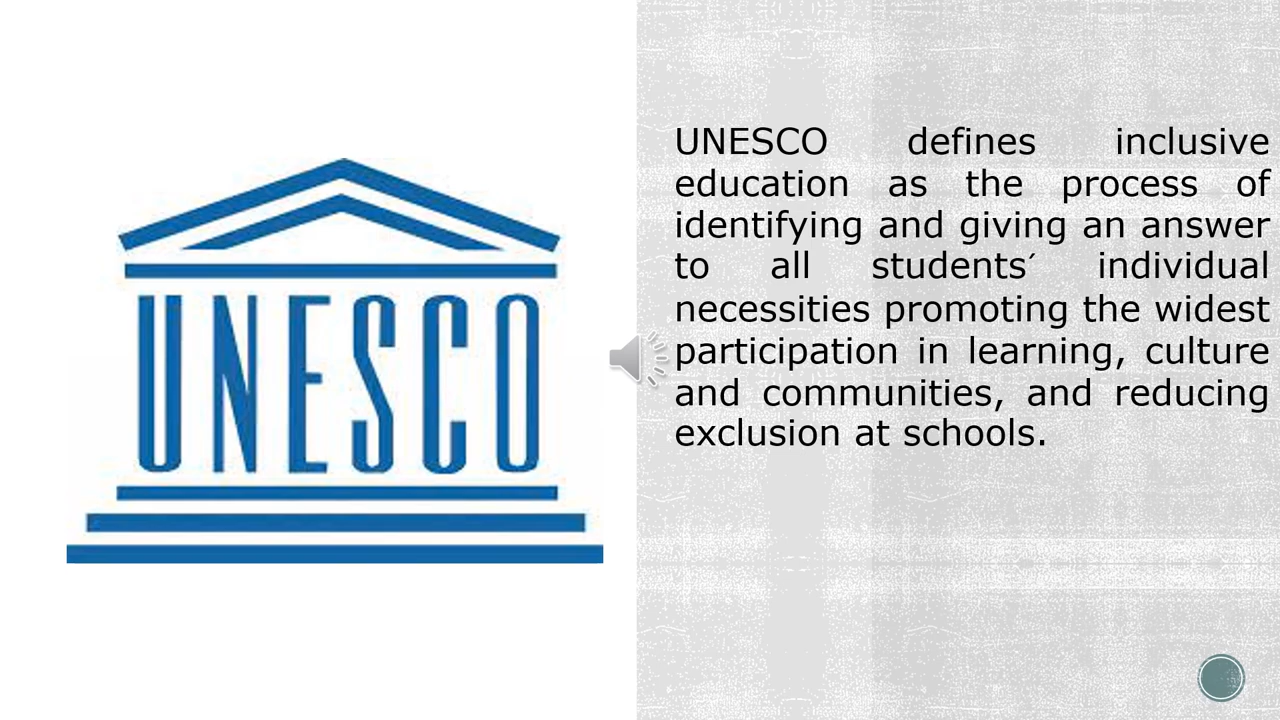 UNESCO
UNESCO defines inclusive
education as the process of
identifying and giving an answer
to all students´ individual
necessities promoting the widest
participation in learning, culture
and communities, and reducing
exclusion at schools.